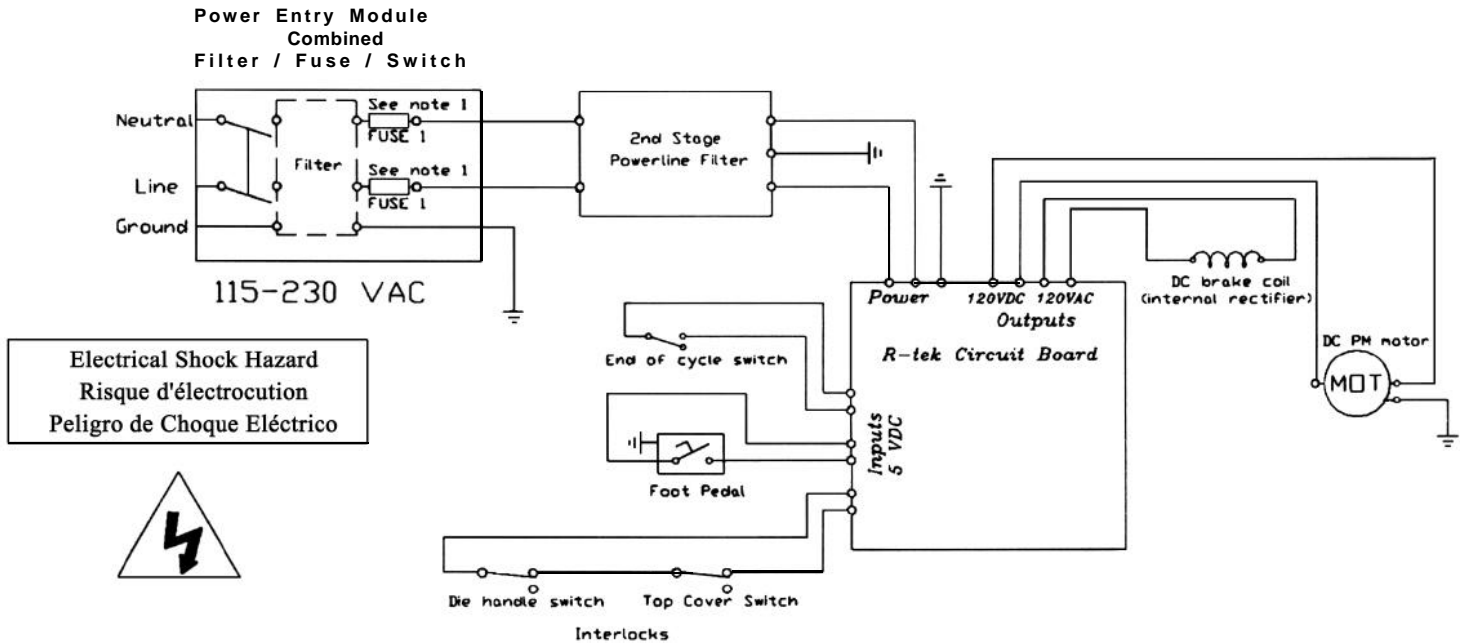 Power Entry Module
Combined
Filter / Fuse / Switch
Neutral
See note 1
FUSE 1
Filter
Line
See note 1
FUSE 1
Ground
115-230 VAC
2nd Stage
Powerline Filter
Electrical Shock Hazard
Risque d'électrocution
Peligro de Choque Eléctrico
Power
120VDC
120VAC
Outputs
R-tek Circuit Board
Inputs
5 VDC
DC brake coil
(internal rectifier)
DC PM motor
MOT
End of cycle switch
Foot Pedal
Die handle switch
Top Cover Switch
Interlocks